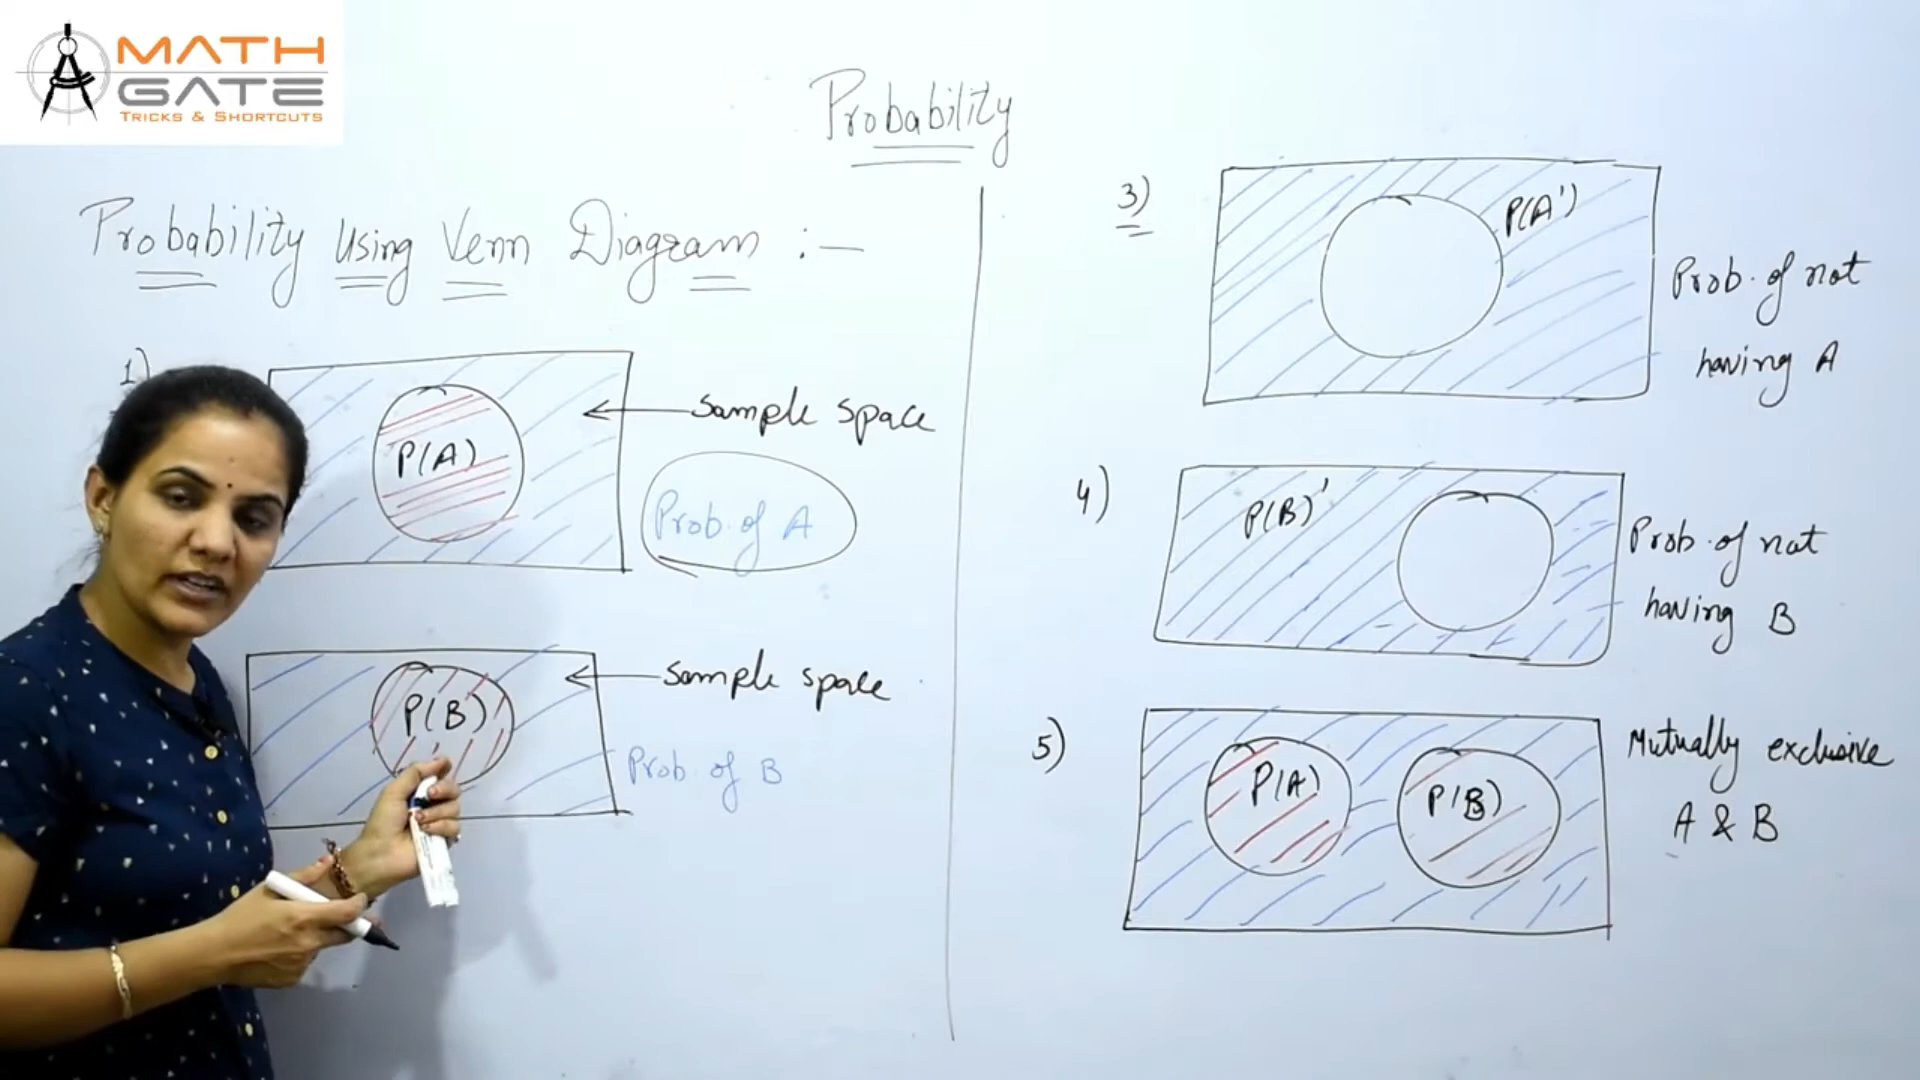 MATH
GATE
TRICKS & SHORTCUTS
Probability
Probability Using Venn Diagram :-
1)
P(A)
Sample space
Prob. of A
P(B)
Sample space
Prob. of B
3)
P(A')
Prob. of not
having A
4)
P(B)'
Prob. of not
having B
5)
P(A)
P(B)
Mutually exclusive
A & B